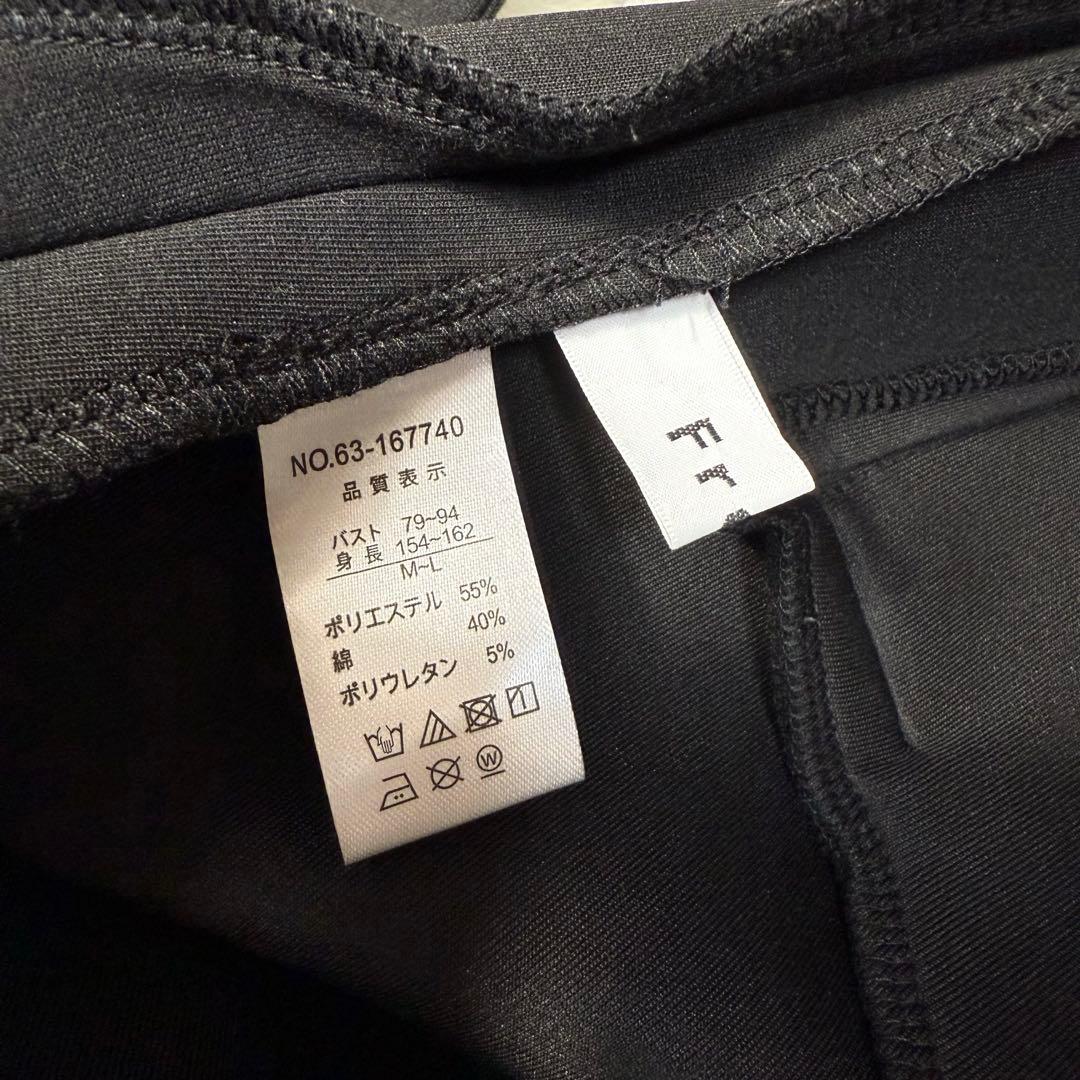 NO.63-167740
品質表示
バスト 79~94
身長 154~162
M~L
ポリエステル 55%
綿 40%
ポリウレタン 5%
W